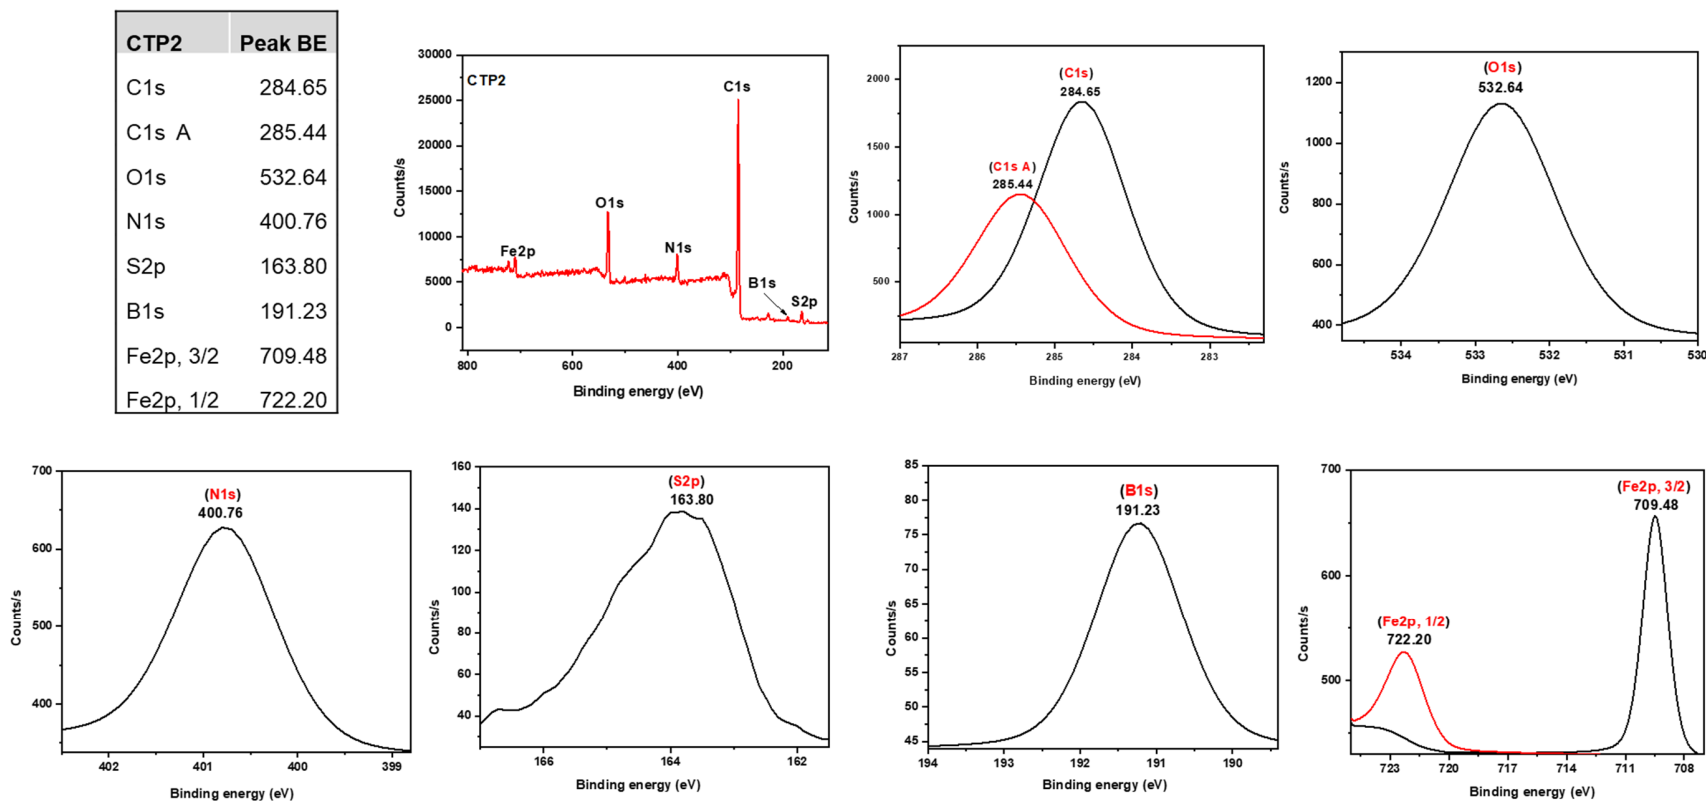 CTP2 Peak BE
C1s 284.65
C1s A 285.44
O1s 532.64
N1s 400.76
S2p 163.80
B1s 191.23
Fe2p, 3/2 709.48
Fe2p, 1/2 722.20
30000
25000
20000
15000
10000
5000
0
Counts/s
CTP2
C1s
O1s
Fe2p
N1s
B1s
S2p
800 600 400 200
Binding energy (eV)
2000
1500
1000
500
Counts/s
(C1s)
284.65
(C1s A)
285.44
287 286 285 284 283
Binding energy (eV)
1200
1000
800
600
400
Counts/s
(O1s)
532.64
534 533 532 531 530
Binding energy (eV)
700
600
500
400
Counts/s
(N1s)
400.76
402 401 400 399
Binding energy (eV)
160
140
120
100
80
60
40
Counts/s
(S2p)
163.80
166 164 162
Binding energy (eV)
85
80
75
70
65
60
55
50
45
Counts/s
(B1s)
191.23
194 193 192 191 190
Binding energy (eV)
700
600
500
Counts/s
(Fe2p, 3/2)
709.48
(Fe2p, 1/2)
722.20
723 720 717 714 711 708
Binding energy (eV)